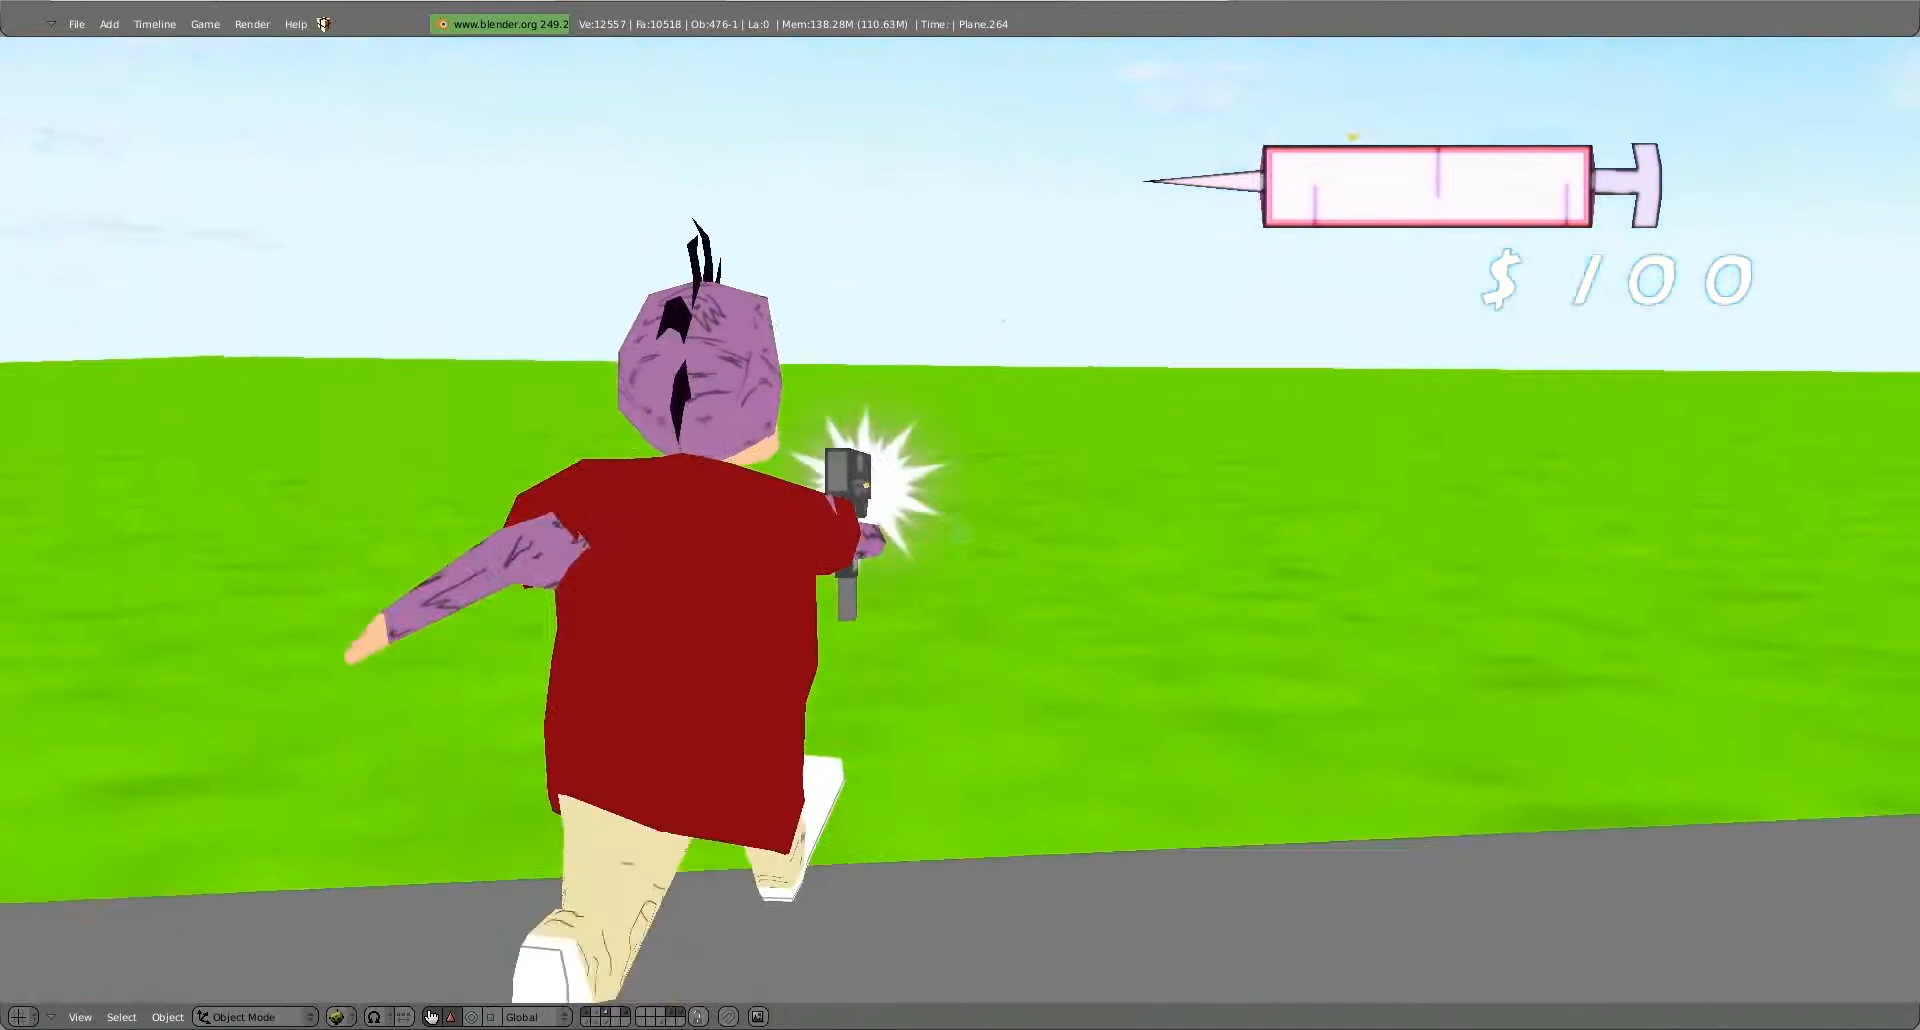 File Add Timeline Game Render Help www.blender.org 249.2 Ve:12557 | Fa:10518 | Ob:476-1 | La:0 | Mem:138.28M (110.63M) | Time: | Plane.264
$ 100
View Select Object Object Mode Global